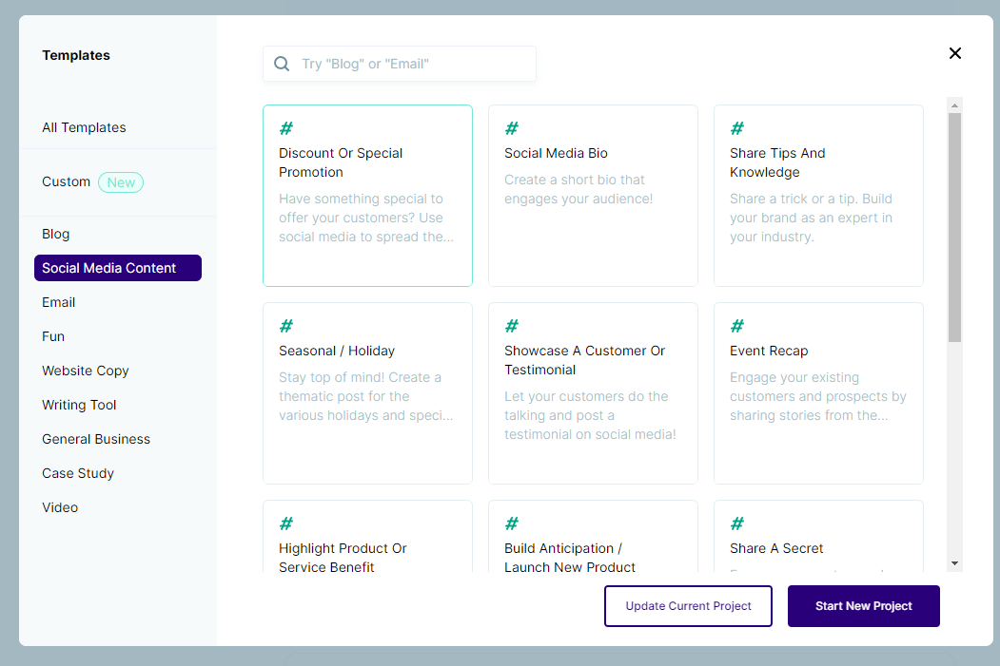 Templates
All Templates
Custom New
Blog
Social Media Content
Email
Fun
Website Copy
Writing Tool
General Business
Case Study
Video
Try "Blog" or "Email"
#
Discount Or Special
Promotion
Have something special to
offer your customers? Use
social media to spread the...
#
Social Media Bio
Create a short bio that
engages your audience!
#
Share Tips And
Knowledge
Share a trick or a tip. Build
your brand as an expert in
your industry.
#
Seasonal / Holiday
Stay top of mind! Create a
thematic post for the
various holidays and speci...
#
Showcase A Customer Or
Testimonial
Let your customers do the
talking and post a
testimonial on social media!
#
Event Recap
Engage your existing
customers and prospects by
sharing stories from the...
#
Highlight Product Or
Service Benefit
#
Build Anticipation /
Launch New Product
#
Share A Secret
Update Current Project
Start New Project